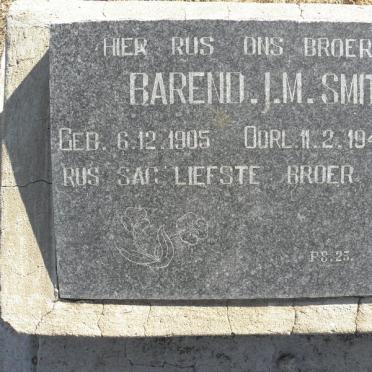 HIER RUS ONS BROER
BAREND.J.M. SMIT
GEB. 6.12.1905 OORL. 11.2.194
RUS SAG LIEFSTE BROER
PS.23.